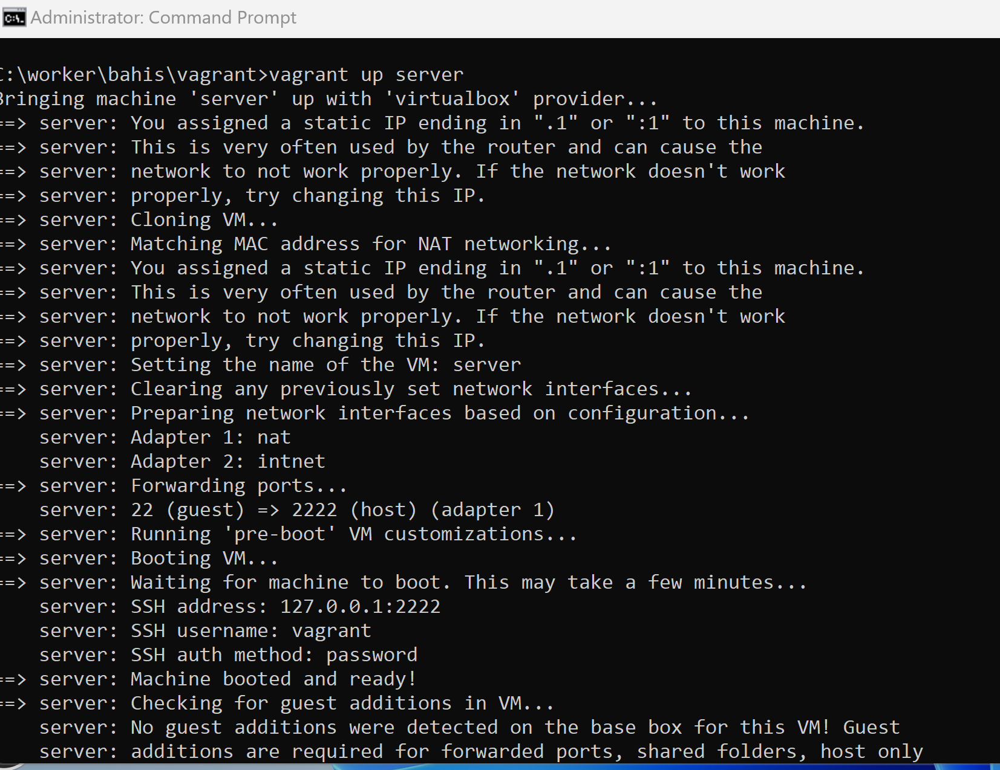 Administrator: Command Prompt
C:\worker\bahis\vagrant>vagrant up server
Bringing machine 'server' up with 'virtualbox' provider...
==> server: You assigned a static IP ending in ".1" or ":1" to this machine.
==> server: This is very often used by the router and can cause the
==> server: network to not work properly. If the network doesn't work
==> server: properly, try changing this IP.
==> server: Cloning VM...
==> server: Matching MAC address for NAT networking...
==> server: You assigned a static IP ending in ".1" or ":1" to this machine.
==> server: This is very often used by the router and can cause the
==> server: network to not work properly. If the network doesn't work
==> server: properly, try changing this IP.
==> server: Setting the name of the VM: server
==> server: Clearing any previously set network interfaces...
==> server: Preparing network interfaces based on configuration...
server: Adapter 1: nat
server: Adapter 2: intnet
==> server: Forwarding ports...
server: 22 (guest) => 2222 (host) (adapter 1)
==> server: Running 'pre-boot' VM customizations...
==> server: Booting VM...
==> server: Waiting for machine to boot. This may take a few minutes...
server: SSH address: 127.0.0.1:2222
server: SSH username: vagrant
server: SSH auth method: password
==> server: Machine booted and ready!
==> server: Checking for guest additions in VM...
server: No guest additions were detected on the base box for this VM! Guest
server: additions are required for forwarded ports, shared folders, host only